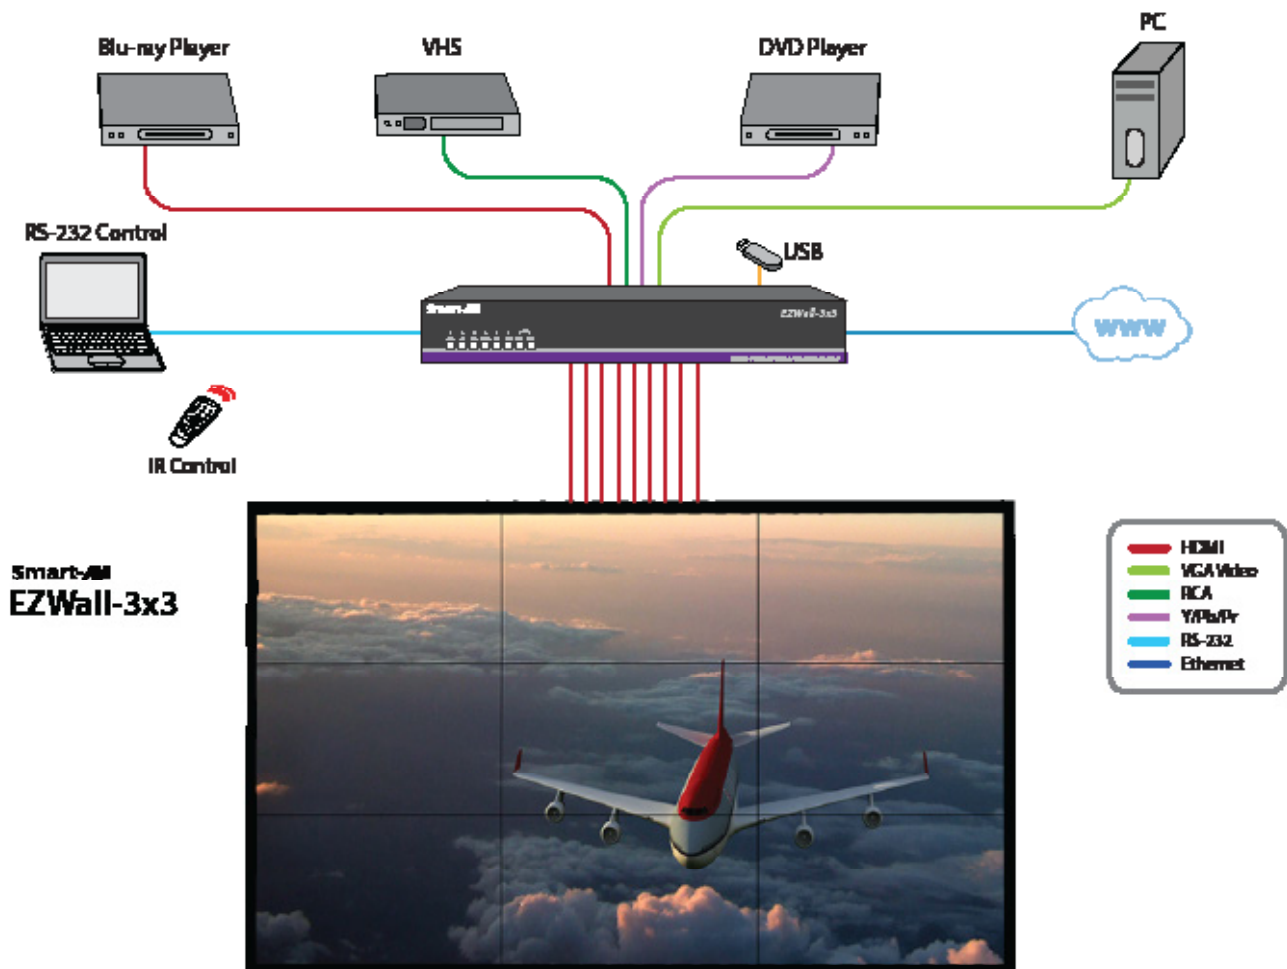 Blu-ray Player
VHS
DVD Player
PC
RS-232 Control
USB
Smart-AVI
EZWall-3x3
WWW
IR Control
Smart-AVI
EZWall-3x3
HDMI
VGA Video
RCA
Y/Pb/Pr
RS-232
Ethernet